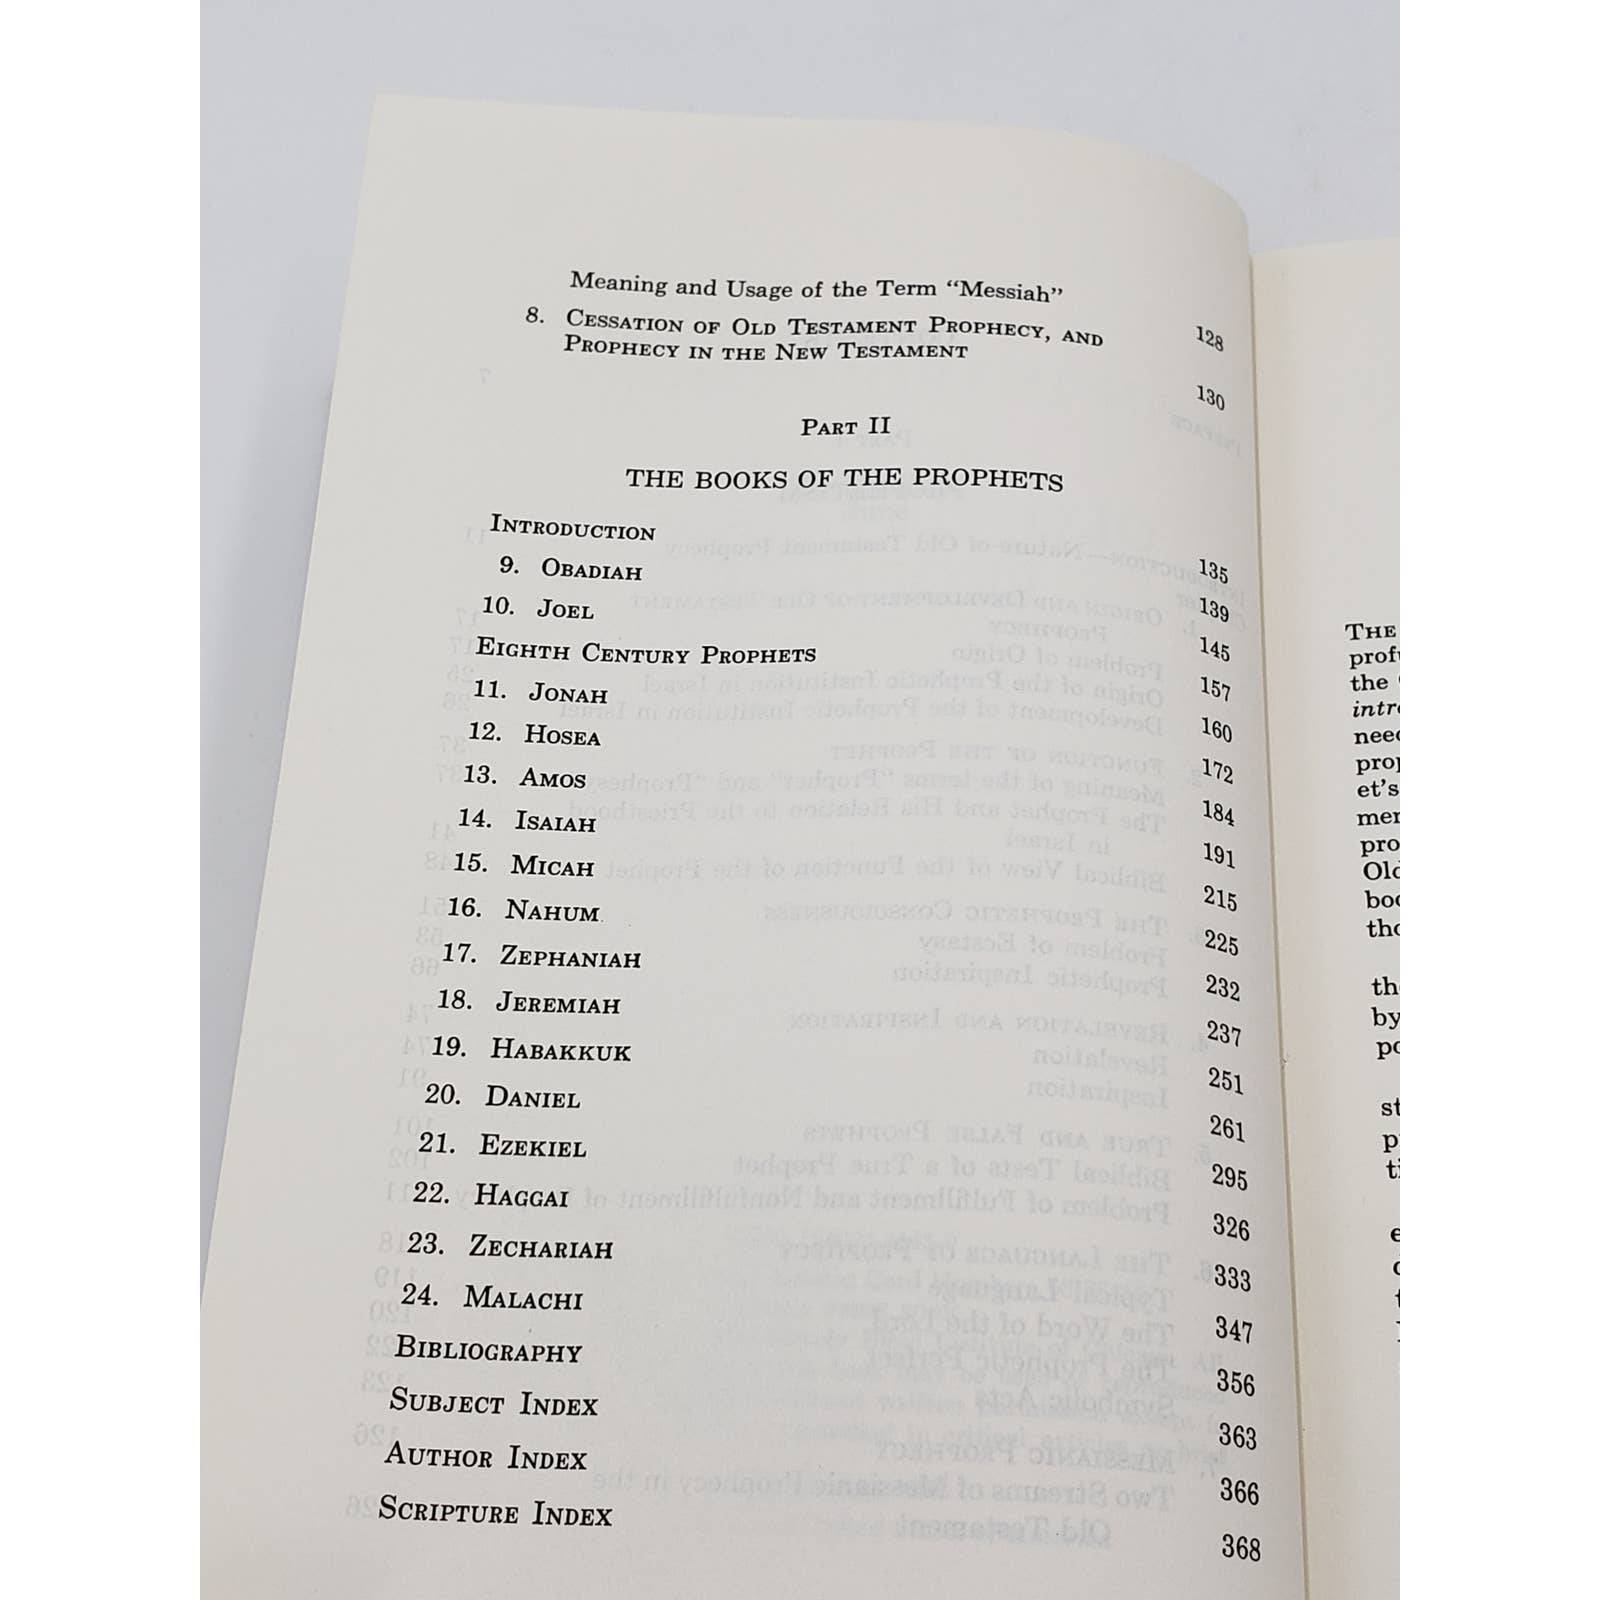 Meaning and Usage of the Term “Messiah” 128
8. CESSATION OF OLD TESTAMENT PROPHECY, AND
PROPHECY IN THE NEW TESTAMENT 130
PART II
THE BOOKS OF THE PROPHETS
INTRODUCTION 135
9. OBADIAH 139
10. JOEL 145
EIGHTH CENTURY PROPHETS 157
11. JONAH 160
12. HOSEA 172
13. AMOS 184
14. ISAIAH 191
15. MICAH 215
16. NAHUM 225
17. ZEPHANIAH 232
18. JEREMIAH 237
19. HABAKKUK 251
20. DANIEL 261
21. EZEKIEL 295
22. HAGGAI 326
23. ZECHARIAH 333
24. MALACHI 347
BIBLIOGRAPHY 356
SUBJECT INDEX 363
AUTHOR INDEX 366
SCRIPTURE INDEX 368
THE
the
et's
by